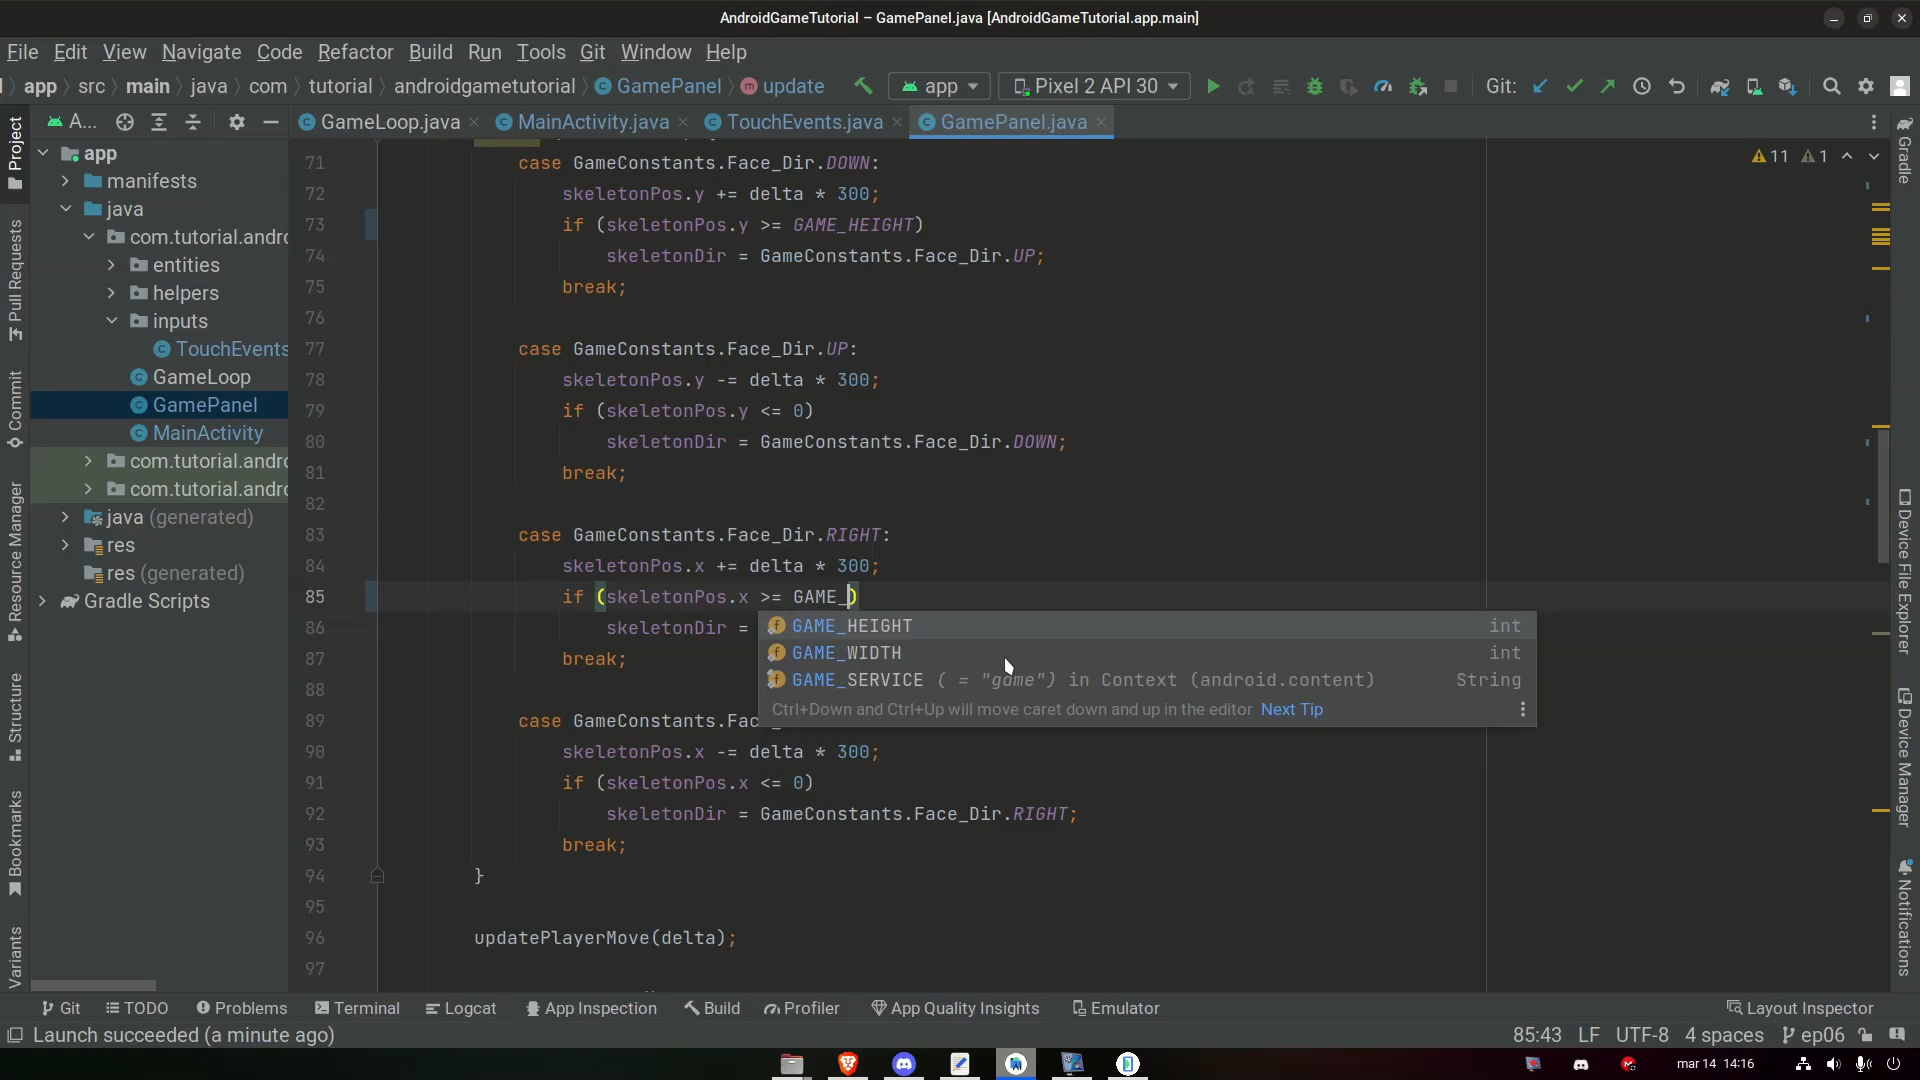 AndroidGameTutorial – GamePanel.java [AndroidGameTutorial.app.main]
File Edit View Navigate Code Refactor Build Run Tools Git Window Help
app src main java com tutorial androidgametutorial GamePanel update app Pixel 2 API 30 Git:
Project
Pull Requests
Commit
Resource Manager
Structure
Bookmarks
Variants
A...
app
manifests
java
com.tutorial.andro
entities
helpers
inputs
TouchEvents
GameLoop
GamePanel
MainActivity
com.tutorial.andro
com.tutorial.andro
java (generated)
res
res (generated)
Gradle Scripts
GameLoop.java MainActivity.java TouchEvents.java GamePanel.java
11 1
71 case GameConstants.Face_Dir.DOWN:
72 skeletonPos.y += delta * 300;
73 if (skeletonPos.y >= GAME_HEIGHT)
74 skeletonDir = GameConstants.Face_Dir.UP;
75 break;
76
77 case GameConstants.Face_Dir.UP:
78 skeletonPos.y -= delta * 300;
79 if (skeletonPos.y <= 0)
80 skeletonDir = GameConstants.Face_Dir.DOWN;
81 break;
82
83 case GameConstants.Face_Dir.RIGHT:
84 skeletonPos.x += delta * 300;
85 if (skeletonPos.x >= GAME_)
86 skeletonDir =
87 break;
88
89 case GameConstants.Fac
90 skeletonPos.x -= delta * 300;
91 if (skeletonPos.x <= 0)
92 skeletonDir = GameConstants.Face_Dir.RIGHT;
93 break;
94 }
95
96 updatePlayerMove(delta);
97
GAME_HEIGHT int
GAME_WIDTH int
GAME_SERVICE ( = "game") in Context (android.content) String
Ctrl+Down and Ctrl+Up will move caret down and up in the editor Next Tip
Gradle
Device File Explorer
Device Manager
Notifications
Git TODO Problems Terminal Logcat App Inspection Build Profiler App Quality Insights Emulator Layout Inspector
Launch succeeded (a minute ago) 85:43 LF UTF-8 4 spaces ep06
mar 14 14:16